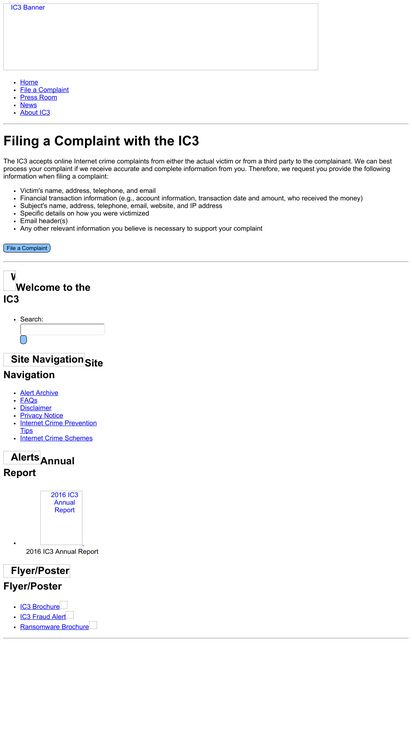 IC3 Banner
Home
File a Complaint
Press Room
News
About IC3
Filing a Complaint with the IC3
The IC3 accepts online Internet crime complaints from either the actual victim or from a third party to the complainant. We can best
process your complaint if we receive accurate and complete information from you. Therefore, we request you provide the following
information when filing a complaint:
Victim's name, address, telephone, and email
Financial transaction information (e.g., account information, transaction date and amount, who received the money)
Subject's name, address, telephone, email, website, and IP address
Specific details on how you were victimized
Email header(s)
Any other relevant information you believe is necessary to support your complaint
File a Complaint
Welcome to the
IC3
Search:
Site Navigation Site
Navigation
Alert Archive
FAQs
Disclaimer
Privacy Notice
Internet Crime Prevention
Tips
Internet Crime Schemes
Alerts Annual
Report
2016 IC3
Annual
Report
2016 IC3 Annual Report
Flyer/Poster
Flyer/Poster
IC3 Brochure
IC3 Fraud Alert
Ransomware Brochure